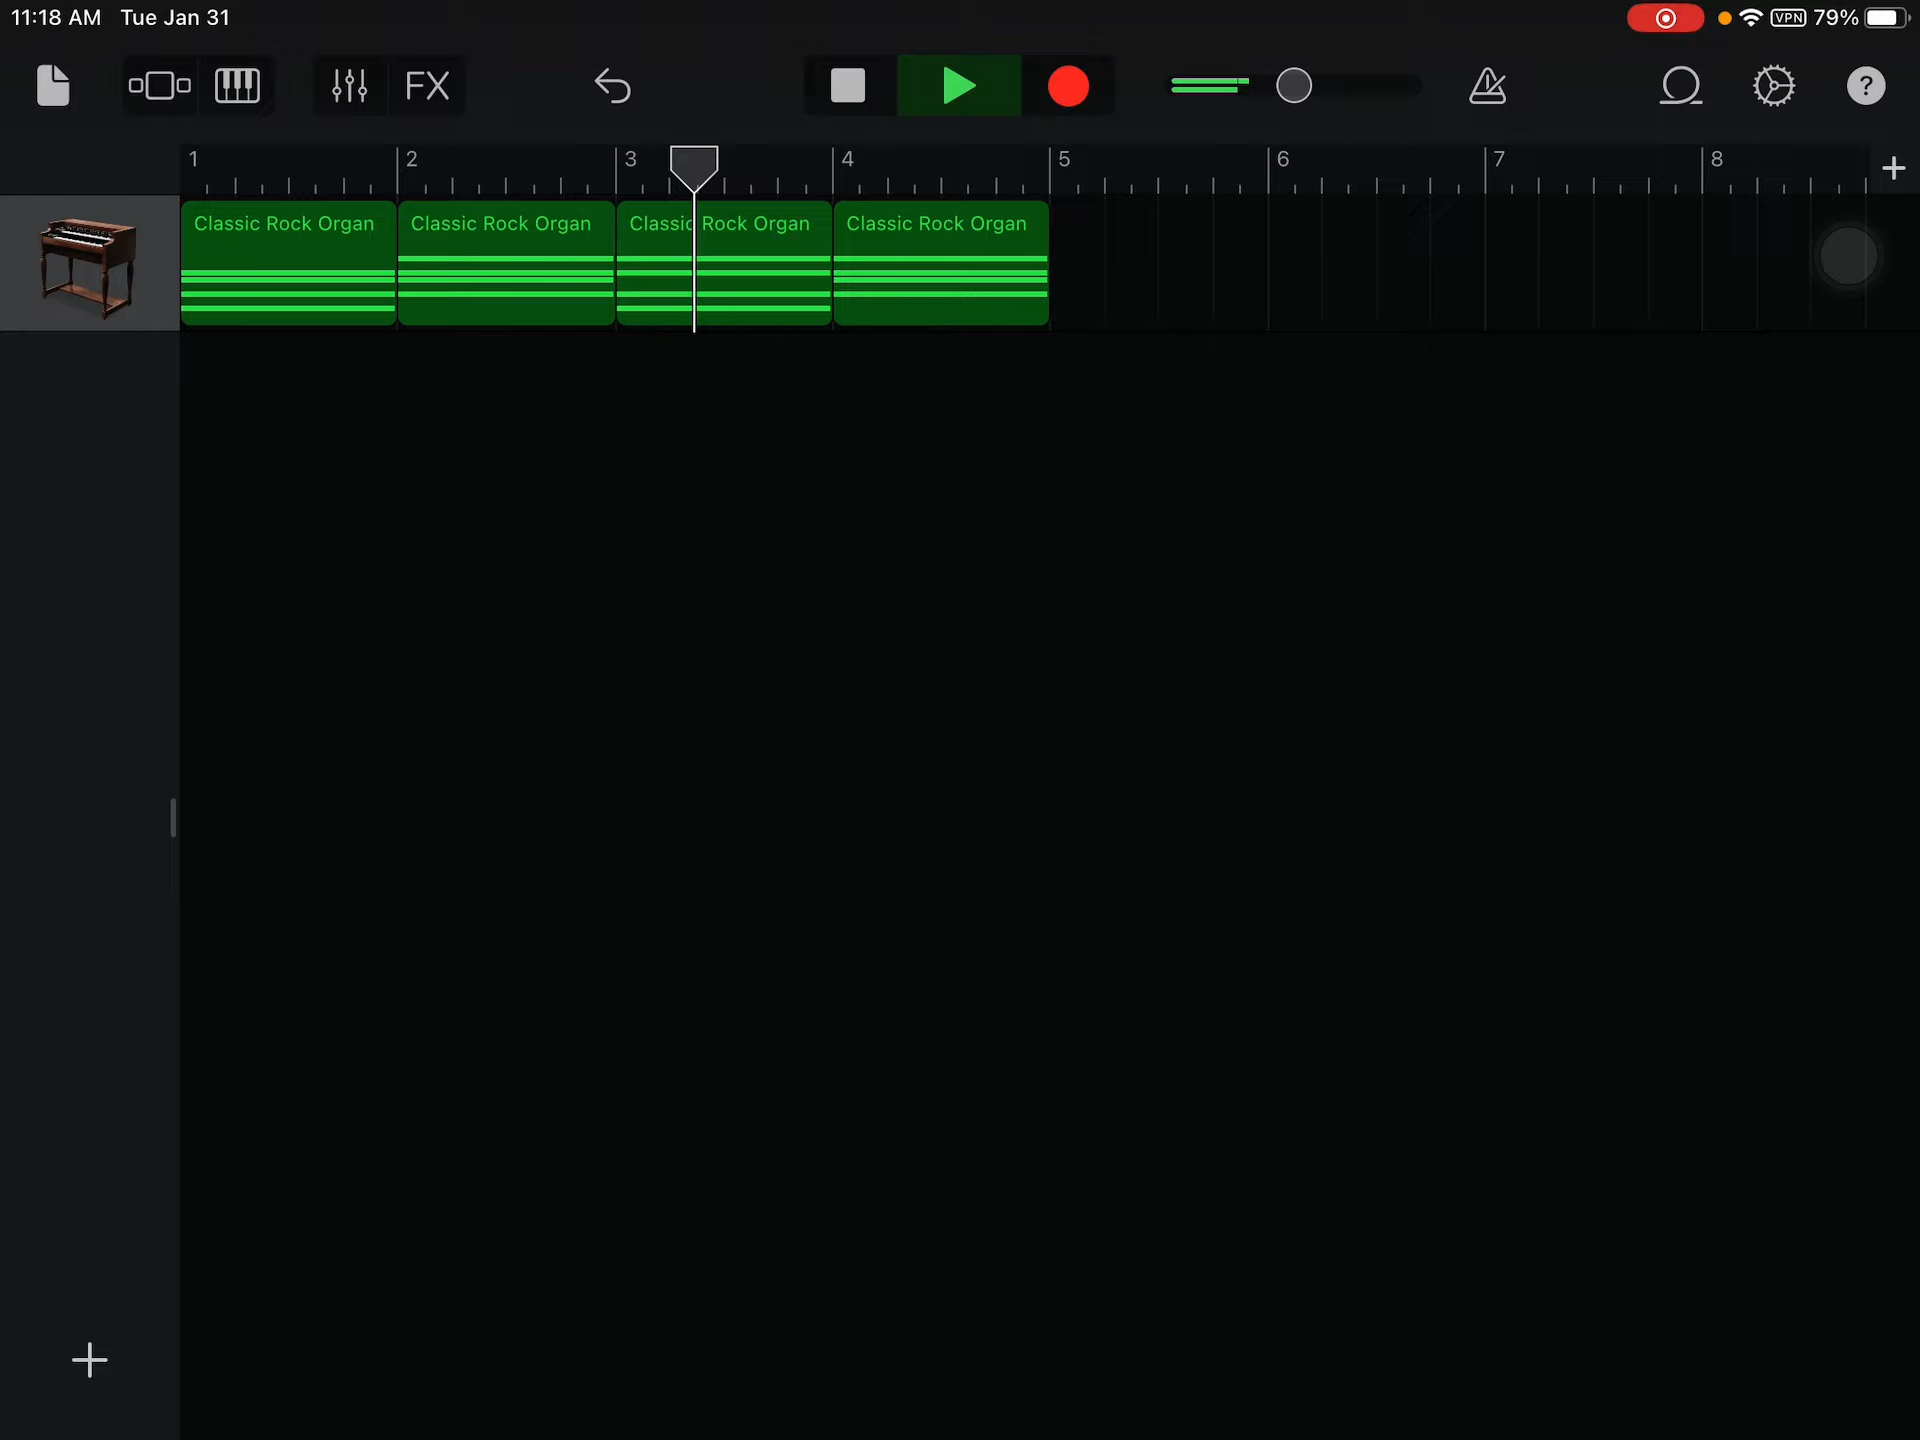 11:18 AM Tue Jan 31
VPN 79%
FX
?
1 2 3 4 5 6 7 8
Classic Rock Organ Classic Rock Organ Classic Rock Organ Classic Rock Organ